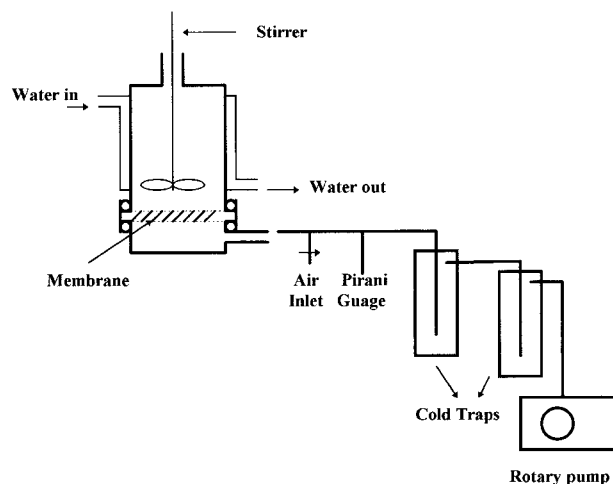 Stirrer
Water in
Water out
Membrane
Air
Inlet
Pirani
Guage
Cold Traps
Rotary pump